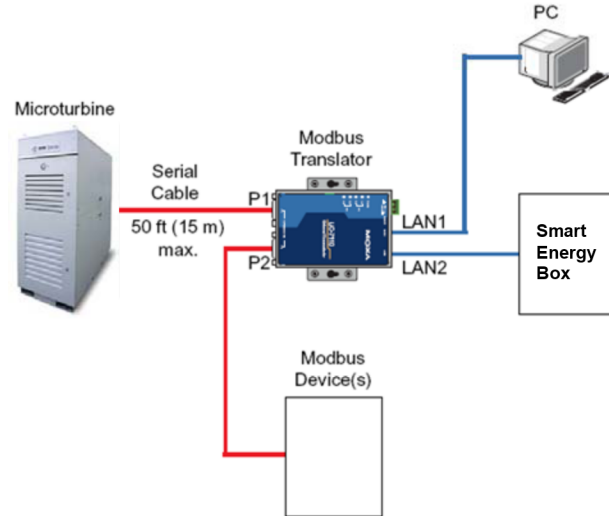 PC
Microturbine
Modbus
Translator
Serial
Cable
P1
50 ft (15 m)
max.
P2
MOXA
LAN1
LAN2
Smart
Energy
Box
Modbus
Device(s)